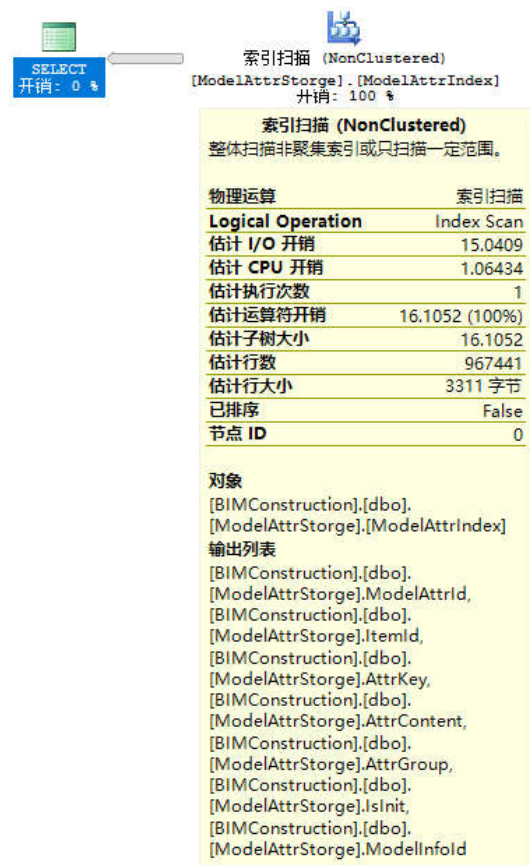 SELECT
开销: 0 %
索引扫描 (NonClustered)
[ModelAttrStorge].[ModelAttrIndex]
开销: 100 %
索引扫描 (NonClustered)
整体扫描非聚集索引或只扫描一定范围。
物理运算 索引扫描
Logical Operation Index Scan
估计 I/O 开销 15.0409
估计 CPU 开销 1.06434
估计执行次数 1
估计运算符开销 16.1052 (100%)
估计子树大小 16.1052
估计行数 967441
估计行大小 3311 字节
已排序 False
节点 ID 0
对象
[BIMConstruction].[dbo].
[ModelAttrStorge].[ModelAttrIndex]
输出列表
[BIMConstruction].[dbo].
[ModelAttrStorge].ModelAttrId,
[BIMConstruction].[dbo].
[ModelAttrStorge].ItemId,
[BIMConstruction].[dbo].
[ModelAttrStorge].AttrKey,
[BIMConstruction].[dbo].
[ModelAttrStorge].AttrContent,
[BIMConstruction].[dbo].
[ModelAttrStorge].AttrGroup,
[BIMConstruction].[dbo].
[ModelAttrStorge].IsInit,
[BIMConstruction].[dbo].
[ModelAttrStorge].ModelInfoId